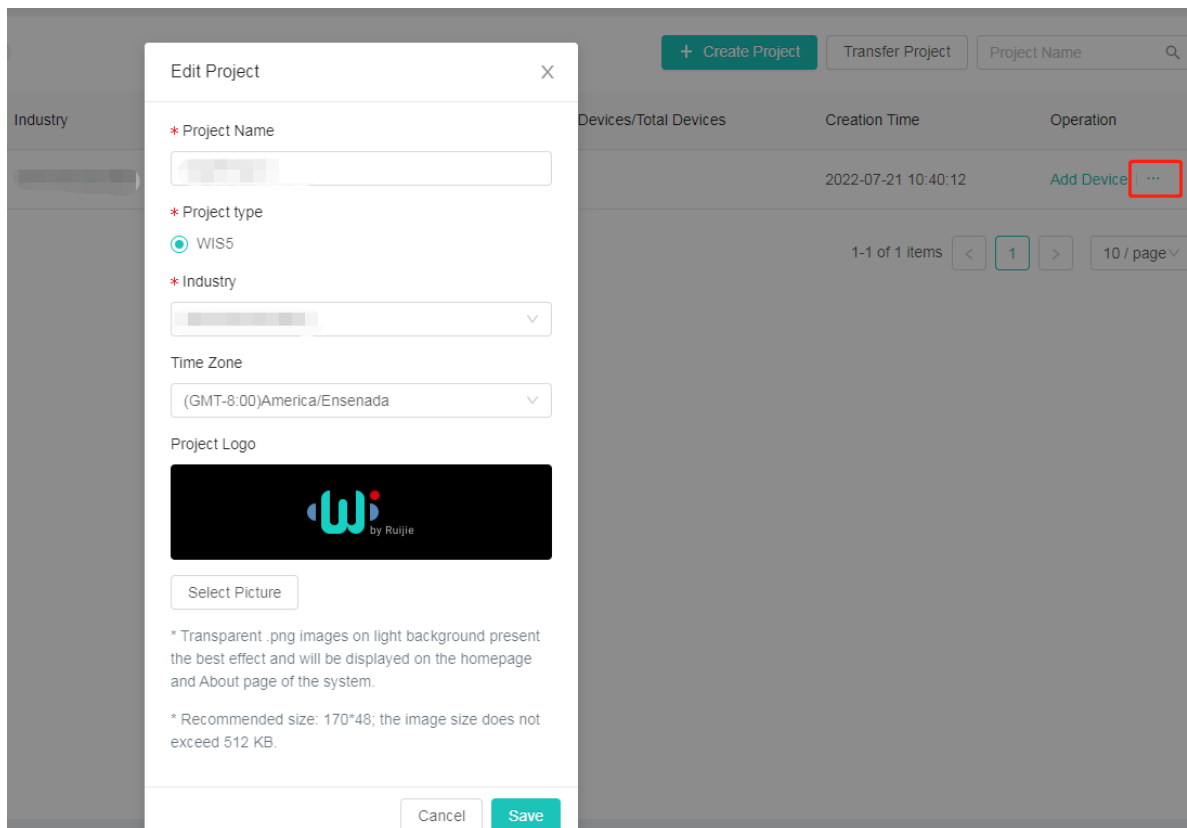 + Create Project
Transfer Project
Project Name
Edit Project
X
Industry
Devices/Total Devices
Creation Time
Operation
* Project Name
2022-07-21 10:40:12
Add Device
...
* Project type
WIS5
1-1 of 1 items
<
1
>
10 / page
* Industry
Time Zone
(GMT-8:00)America/Ensenada
Project Logo
Wi
by Ruijie
Select Picture
* Transparent .png images on light background present
the best effect and will be displayed on the homepage
and About page of the system.
* Recommended size: 170*48; the image size does not
exceed 512 KB.
Cancel
Save